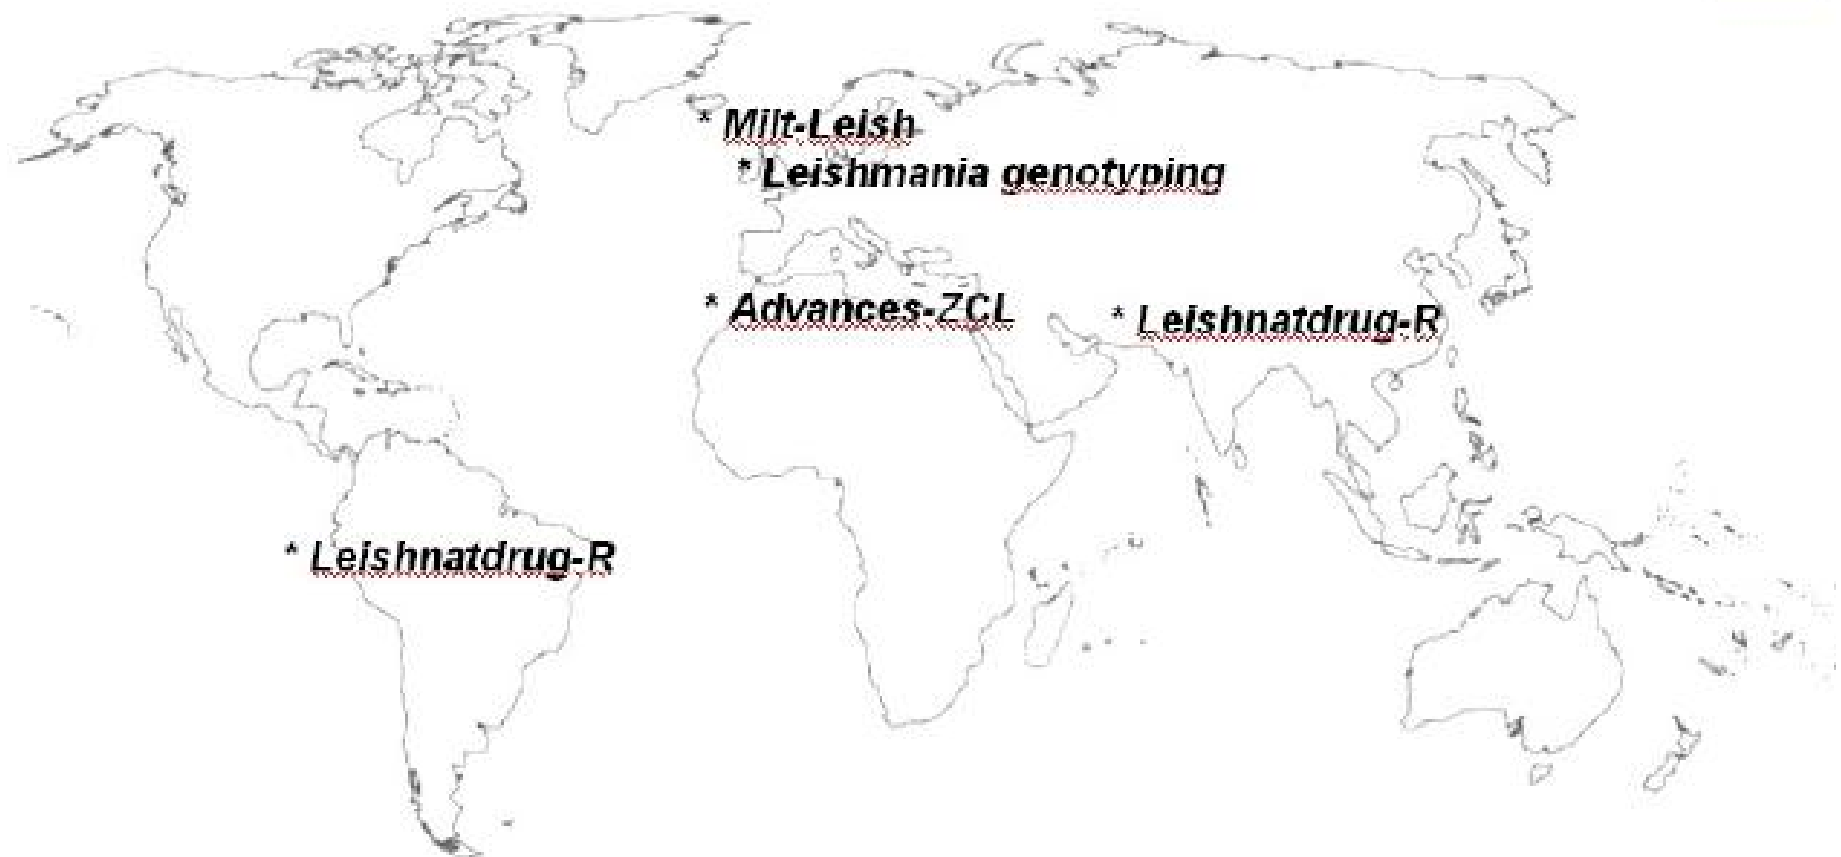 * Milt-Leish
* Leishmania genotyping
* Advances-ZCL
* Leishnatdrug-R
* Leishnatdrug-R